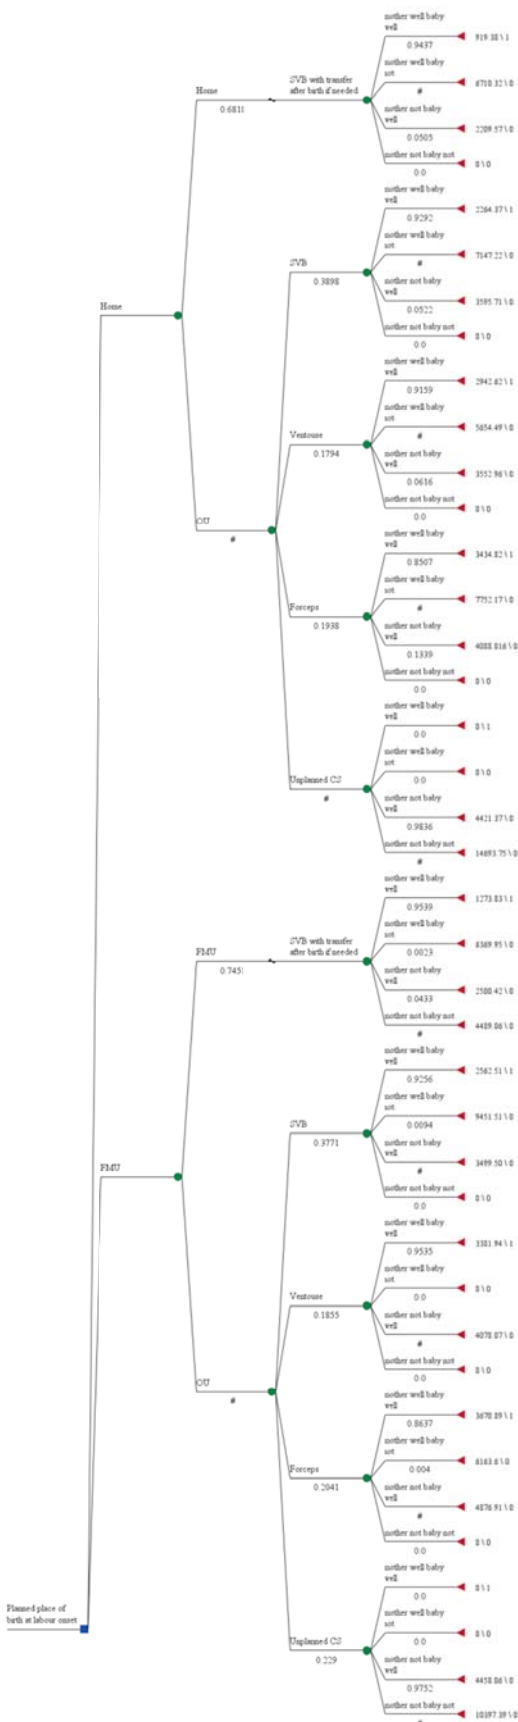 mother well baby
well
0.9437
919.38 \ 1
mother well baby
not
#
6710.32 \ 0
SVB with transfer
after birth if needed
Home
mother not baby
well
0.0505
2209.57 \ 0
mother not baby not
0.0
0 \ 0
mother well baby
well
0.9292
2264.37 \ 1
mother well baby
not
#
7147.22 \ 0
SVB
0.3898
mother not baby
well
0.0522
3595.71 \ 0
mother not baby not
0.0
0 \ 0
Home
mother well baby
well
0.9159
2942.62 \ 1
mother well baby
not
#
5654.49 \ 0
Ventouse
0.1794
mother not baby
well
0.0616
3552.96 \ 0
mother not baby not
0.0
0 \ 0
OU
#
mother well baby
well
0.8507
3434.82 \ 1
mother well baby
not
#
7752.17 \ 0
Forceps
0.1938
mother not baby
well
0.1339
4088.816 \ 0
mother not baby not
0.0
0 \ 0
mother well baby
well
0.0
0 \ 1
mother well baby
not
0.0
0 \ 0
Unplanned CS
#
mother not baby
well
0.9836
4421.37 \ 0
mother not baby not
#
14693.75 \ 0
mother well baby
well
0.9539
1273.83 \ 1
mother well baby
not
0.0023
6369.95 \ 0
SVB with transfer
after birth if needed
FMU
mother not baby
well
0.0433
2500.42 \ 0
mother not baby not
#
4489.06 \ 0
mother well baby
well
0.9256
2562.51 \ 1
mother well baby
not
0.0094
9451.51 \ 0
SVB
0.3771
mother not baby
well
#
3499.50 \ 0
mother not baby not
0.0
0 \ 0
FMU
mother well baby
well
0.9535
3381.94 \ 1
mother well baby
not
0.0
0 \ 0
Ventouse
0.1855
mother not baby
well
#
4070.07 \ 0
mother not baby not
0.0
0 \ 0
OU
#
mother well baby
well
0.8637
3670.89 \ 1
mother well baby
not
0.004
6163.6 \ 0
Forceps
0.2041
mother not baby
well
#
4876.91 \ 0
mother not baby not
0.0
0 \ 0
mother well baby
well
0.0
0 \ 1
Planned place of
birth at labour onset
mother well baby
not
0.0
0 \ 0
Unplanned CS
0.229
mother not baby
well
0.9752
4458.06 \ 0
mother not baby not
10397.39 \ 0